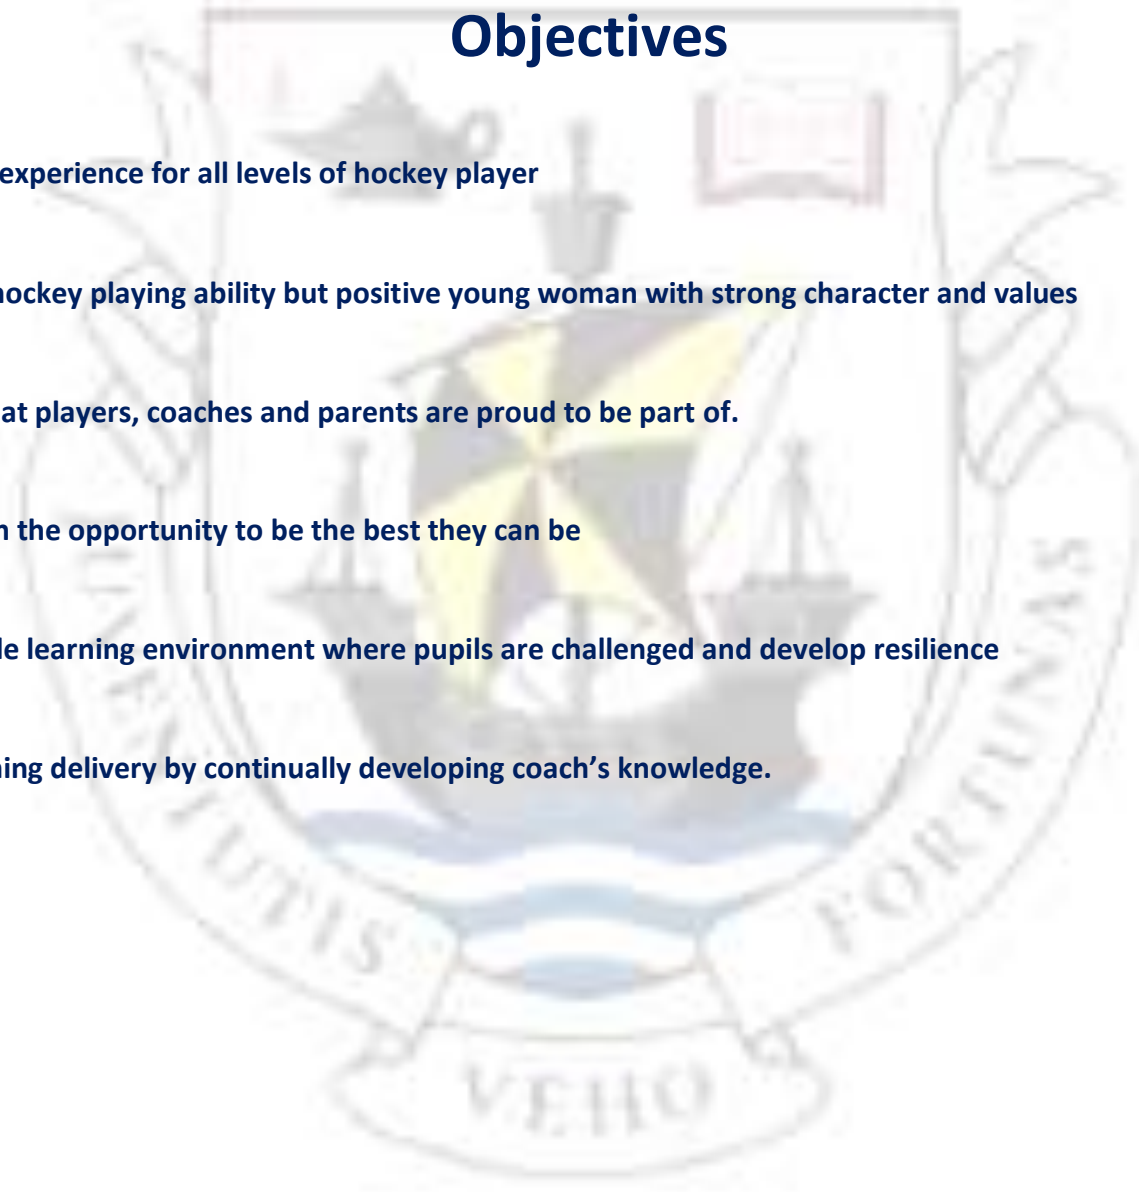 Objectives
experience for all levels of hockey player
hockey playing ability but positive young woman with strong character and values
at players, coaches and parents are proud to be part of.
the opportunity to be the best they can be
learning environment where pupils are challenged and develop resilience
ing delivery by continually developing coach's knowledge.
JUVENTUTIS
VEHO
FORTUNAS